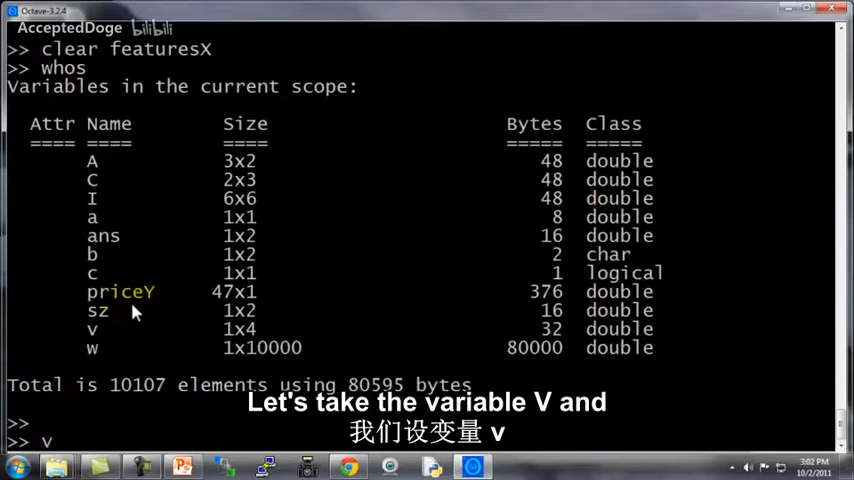 Octave-3.2.4
AcceptedDoge bilibili
>> clear featuresX
>> whos
Variables in the current scope:
Attr Name Size Bytes Class
==== ==== ==== ===== =====
A 3x2 48 double
C 2x3 48 double
I 6x6 48 double
a 1x1 8 double
ans 1x2 16 double
b 1x2 2 char
c 1x1 1 logical
priceY 47x1 376 double
sz 1x2 16 double
v 1x4 32 double
w 1x10000 80000 double
Total is 10107 elements using 80595 bytes
>>
>> v
Let's take the variable V and
我们设变量 v
3:02 PM
10/2/2011